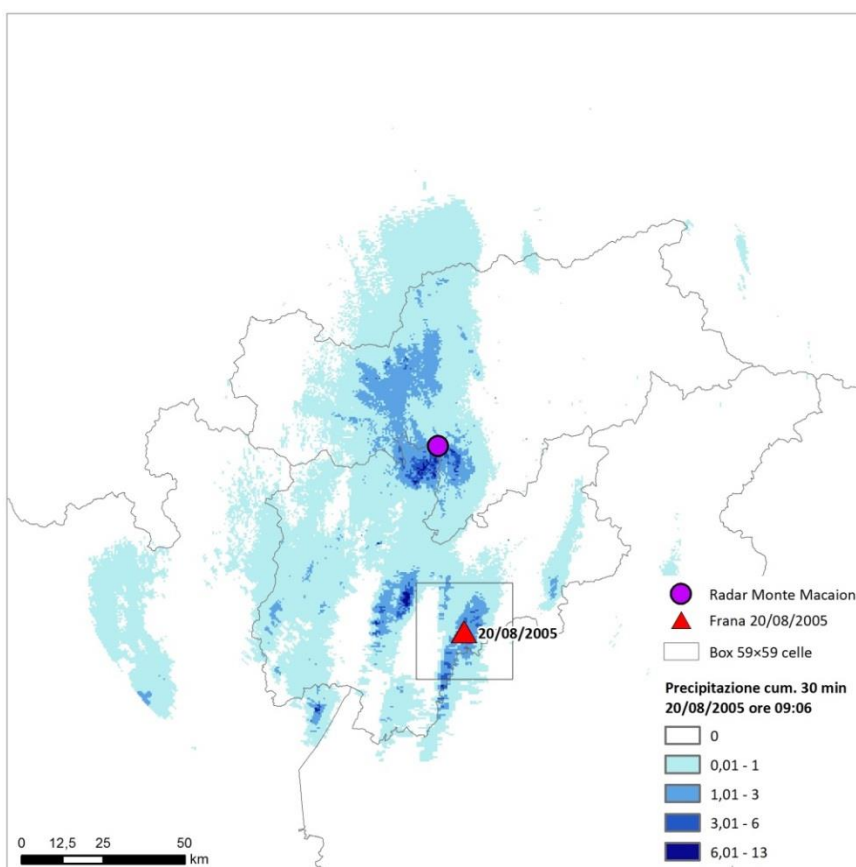 20/08/2005
Radar Monte Macaion
Frana 20/08/2005
Box 59×59 celle
Precipitazione cum. 30 min
20/08/2005 ore 09:06
0
0,01 - 1
1,01 - 3
3,01 - 6
6,01 - 13
0 12,5 25 50
km